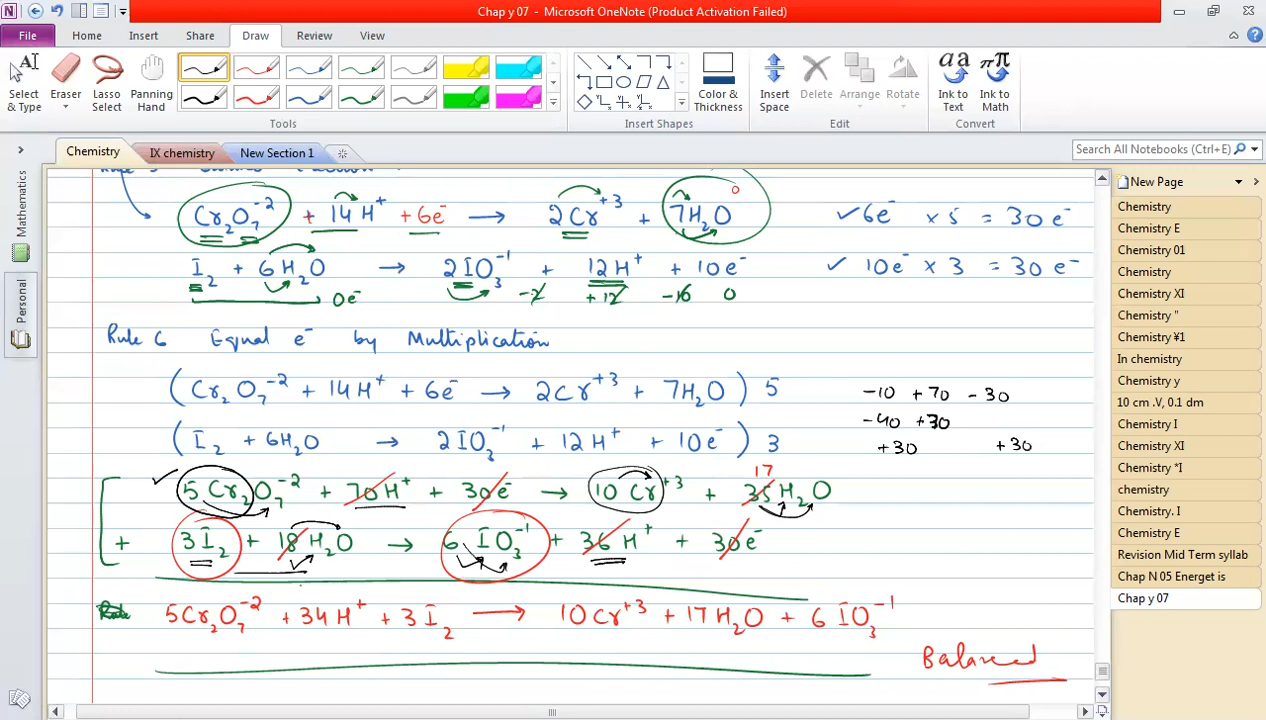 Chap y 07 - Microsoft OneNote (Product Activation Failed)
File Home Insert Share Draw Review View
Select & Type
Eraser
Lasso Select
Panning Hand
Color & Thickness
Insert Space
Delete
Arrange
Rotate
Ink to Text
Ink to Math
Tools
Insert Shapes
Edit
Convert
Chemistry
IX chemistry
New Section 1
Search All Notebooks (Ctrl+E)
Mathematics
Personal
Cr₂O₇⁻² + 14H⁺ + 6e⁻ → 2Cr⁺³ + 7H₂O 0 ✓6e⁻ x 5 = 30e⁻
I₂ + 6H₂O → 2IO₃⁻¹ + 12H⁺ + 10e⁻ ✓ 10e⁻ x 3 = 30e⁻
0e⁻ -2 +12 -10 0
Rule 6 Equal e⁻ by Multiplication
(Cr₂O₇⁻² + 14H⁺ + 6e⁻ → 2Cr⁺³ + 7H₂O) 5
-10 +70 -30
-40 +30
(I₂ + 6H₂O → 2IO₃⁻¹ + 12H⁺ + 10e⁻) 3
+30 +30
17
✓ 5Cr₂O₇⁻² + 70H⁺ + 30e⁻ → 10Cr⁺³ + 35H₂O
+ 3I₂ + 18H₂O → 6IO₃⁻¹ + 36H⁺ + 30e⁻
5Cr₂O₇⁻² + 34H⁺ + 3I₂ → 10Cr⁺³ + 17H₂O + 6IO₃⁻¹
Balanced
New Page
Chemistry
Chemistry E
Chemistry 01
Chemistry
Chemistry XI
Chemistry "
Chemistry ¥1
In chemistry
Chemistry y
10 cm .V, 0.1 dm
Chemistry I
Chemistry XI
Chemistry *I
chemistry
Chemistry. I
Chemistry E
Revision Mid Term syllab
Chap N 05 Energet is
Chap y 07